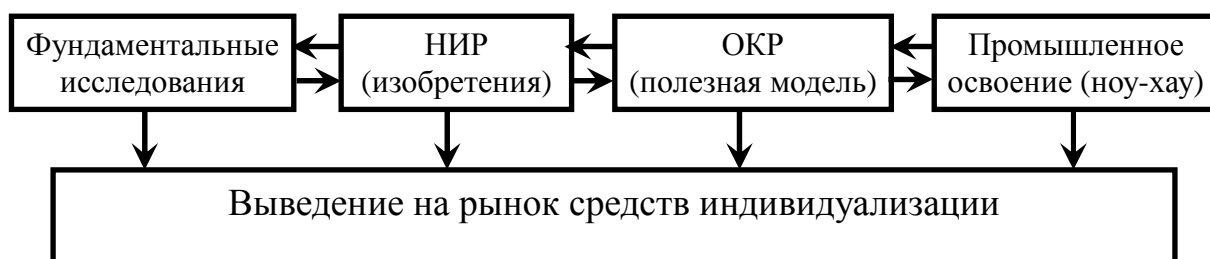 Фундаментальные
исследования
НИР
(изобретения)
ОКР
(полезная модель)
Промышленное
освоение (ноу-хау)
Выведение на рынок средств индивидуализации